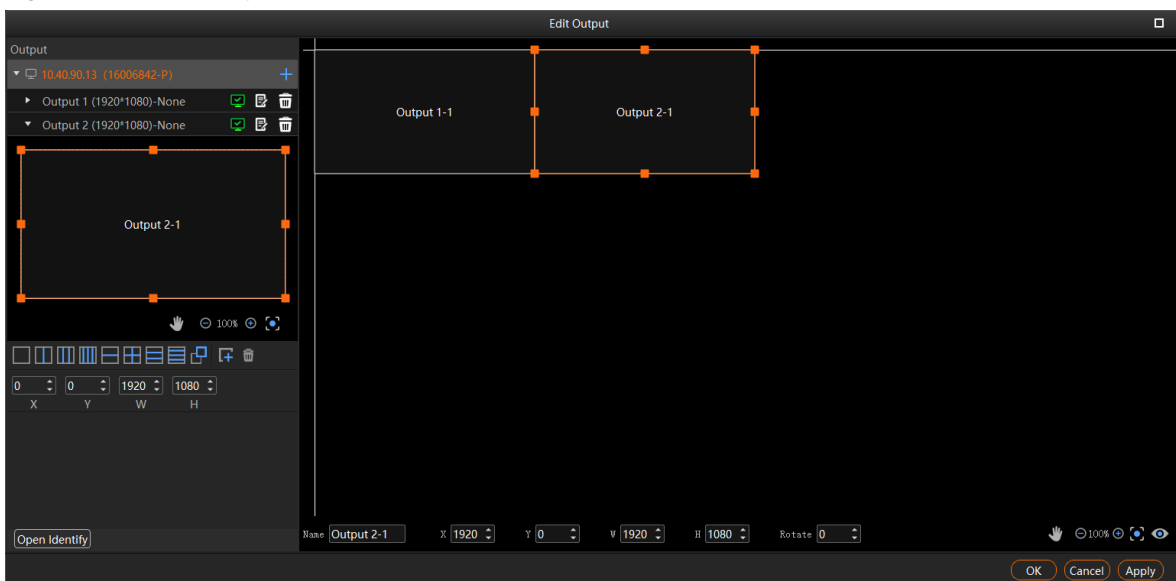 Edit Output
Output
10.40.90.13 (16006842-P)
Output 1 (1920*1080)-None
Output 2 (1920*1080)-None
Output 1-1
Output 2-1
Output 2-1
100%
0 0 1920 1080
X Y W H
Open Identify
Name Output 2-1 X 1920 Y 0 W 1920 H 1080 Rotate 0 100%
OK Cancel Apply